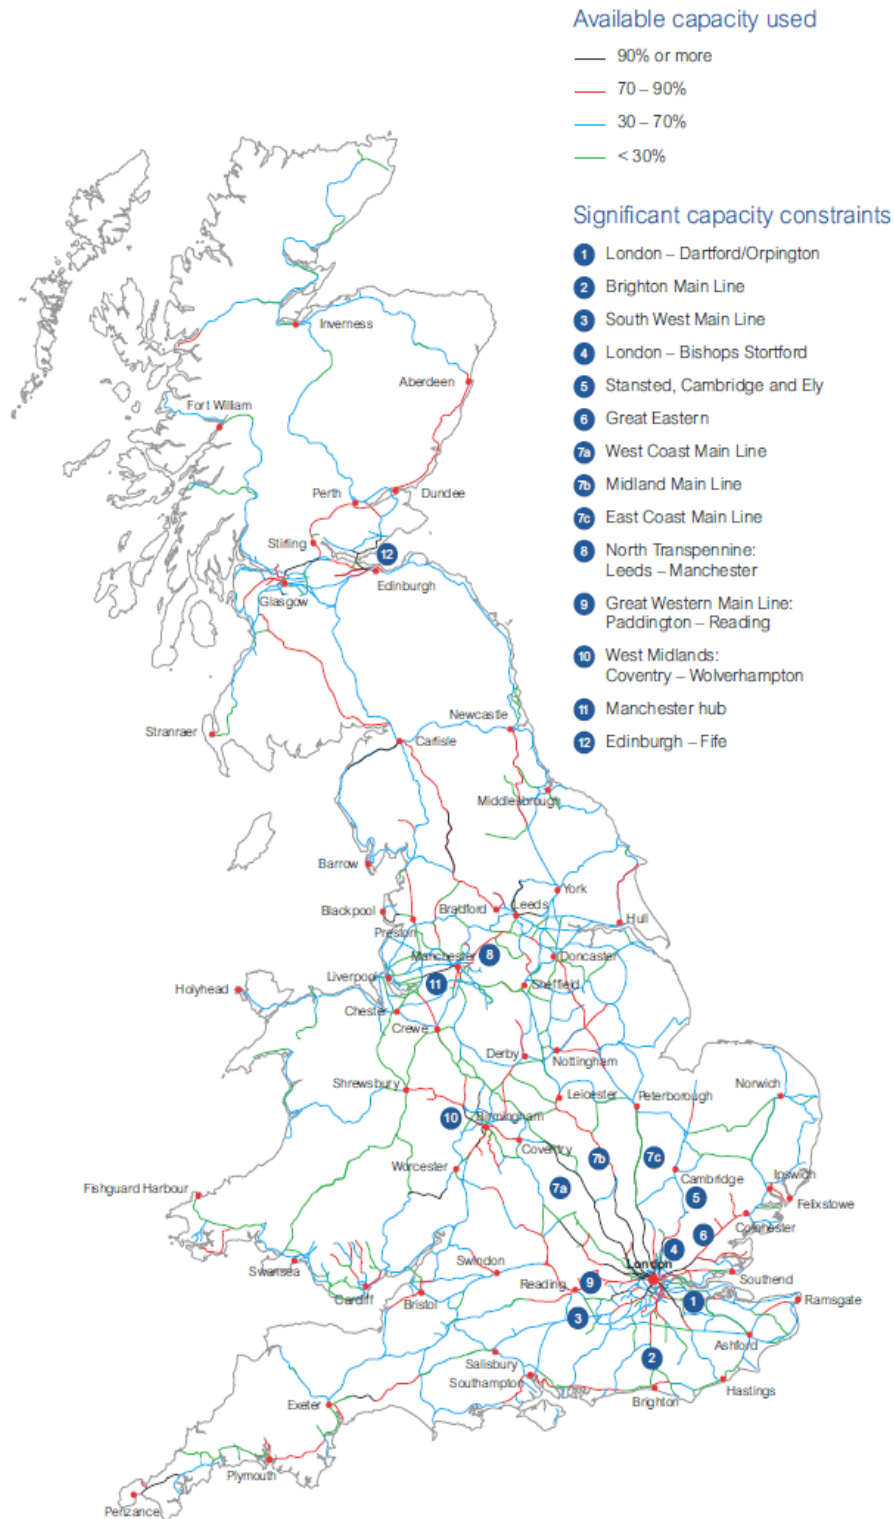 Available capacity used
90% or more
70 – 90%
30 – 70%
< 30%
Significant capacity constraints
1 London – Dartford/Orpington
2 Brighton Main Line
3 South West Main Line
4 London – Bishops Stortford
5 Stansted, Cambridge and Ely
6 Great Eastern
7a West Coast Main Line
7b Midland Main Line
7c East Coast Main Line
8 North Transpennine:
Leeds – Manchester
9 Great Western Main Line:
Paddington – Reading
10 West Midlands:
Coventry – Wolverhampton
11 Manchester hub
12 Edinburgh – Fife
Inverness
Aberdeen
Fort William
Perth
Dundee
Stirling
12
Edinburgh
Glasgow
Newcastle
Stranraer
Carlisle
Middlesbrough
Barrow
York
Bradford
Leeds
Blackpool
Hull
Preston
Manchester
8
Doncaster
Liverpool
11
Sheffield
Holyhead
Chester
Crewe
Derby
Nottingham
Shrewsbury
Leicester
Peterborough
Norwich
10
Birmingham
Coventry
7b
7c
Worcester
Cambridge
Ipswich
Fishguard Harbour
7a
5
Felixstowe
Colchester
6
4
London
Swansea
Swindon
Southend
Cardiff
Reading
9
Bristol
1
Ramsgate
3
Ashford
Salisbury
2
Southampton
Hastings
Brighton
Exeter
Plymouth
Penzance